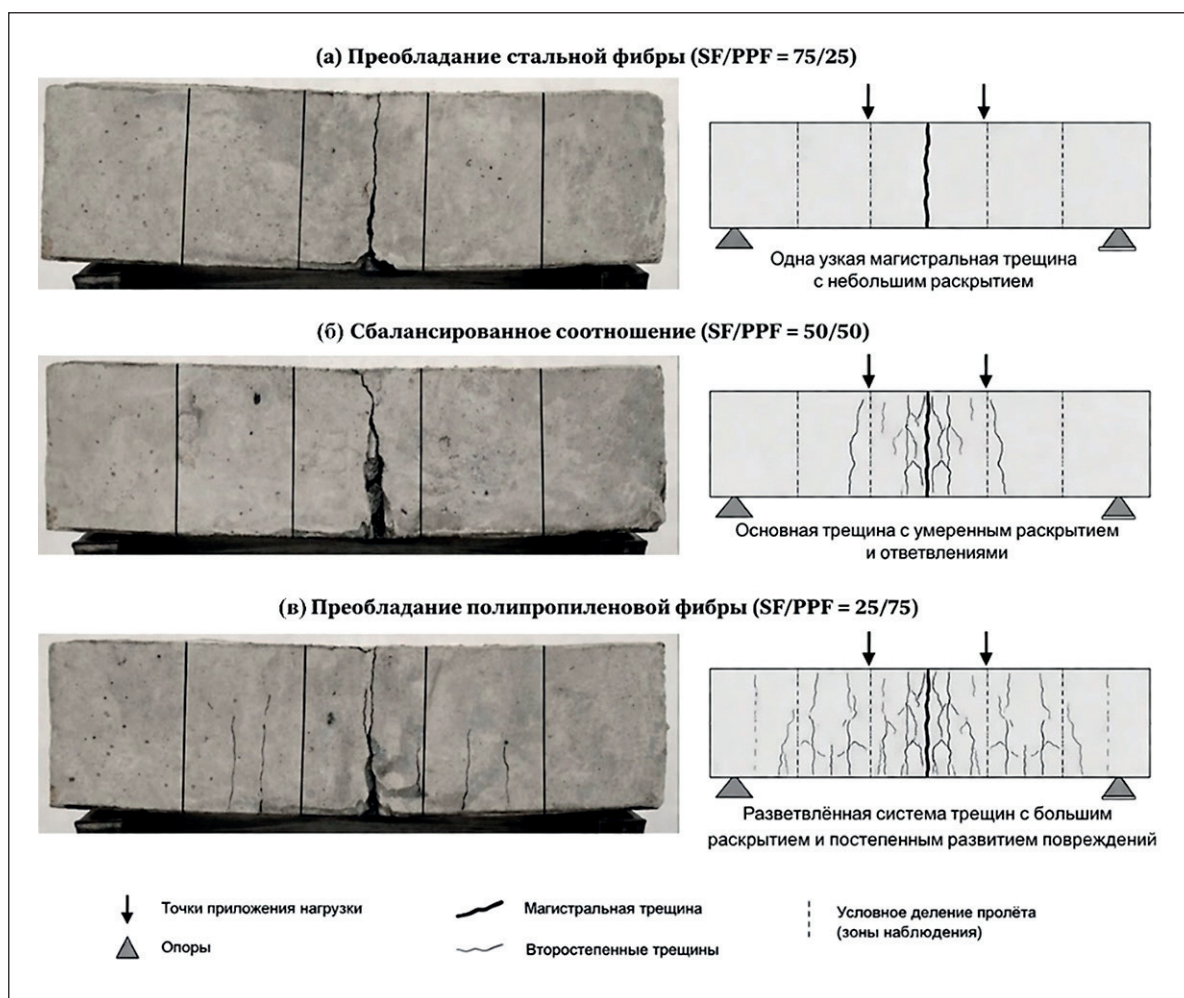 (а) Преобладание стальной фибры (SF/PPF = 75/25)
Одна узкая магистральная трещина
с небольшим раскрытием
(б) Сбалансированное соотношение (SF/PPF = 50/50)
Основная трещина с умеренным раскрытием
и ответвлениями
(в) Преобладание полипропиленовой фибры (SF/PPF = 25/75)
Разветвлённая система трещин с большим
раскрытием и постепенным развитием повреждений
Точки приложения нагрузки
Опоры
Магистральная трещина
Второстепенные трещины
Условное деление пролёта
(зоны наблюдения)